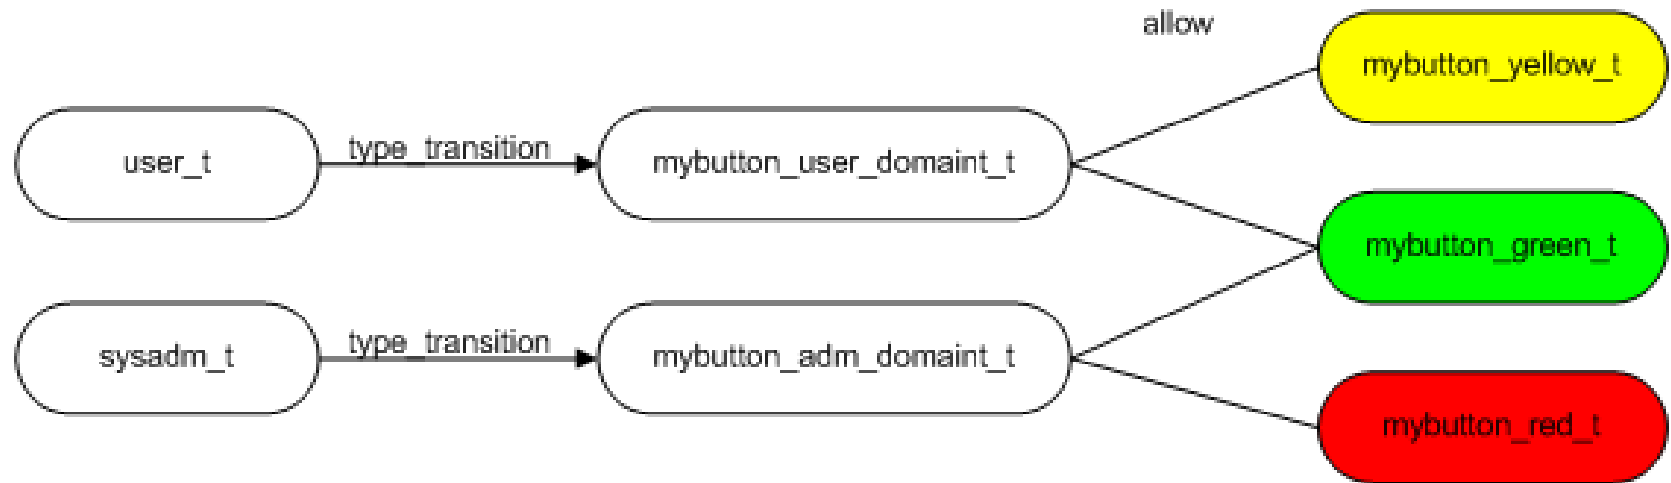 allow
mybutton_yellow_t
user_t
type_transition
mybutton_user_domaint_t
mybutton_green_t
sysadm_t
type_transition
mybutton_adm_domaint_t
mybutton_red_t